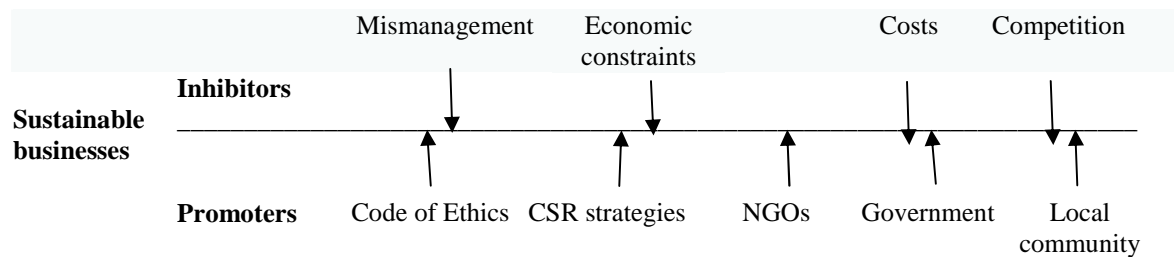 Mismanagement Economic Costs Competition
constraints
Inhibitors
Sustainable
businesses
Promoters Code of Ethics CSR strategies NGOs Government Local
community